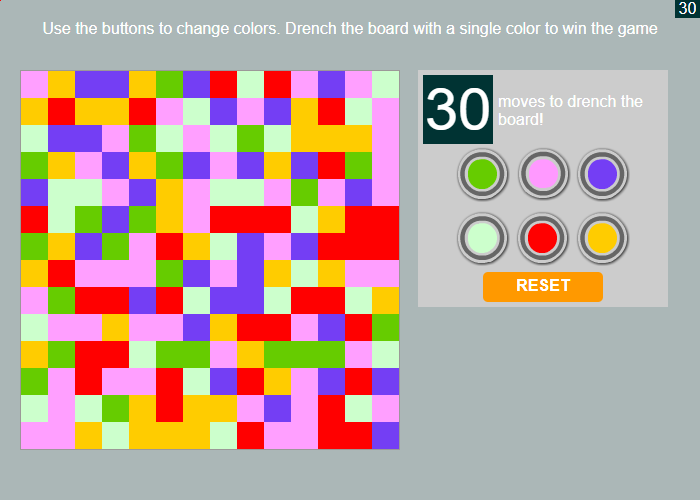 30
Use the buttons to change colors. Drench the board with a single color to win the game
30
moves to drench the
board!
RESET